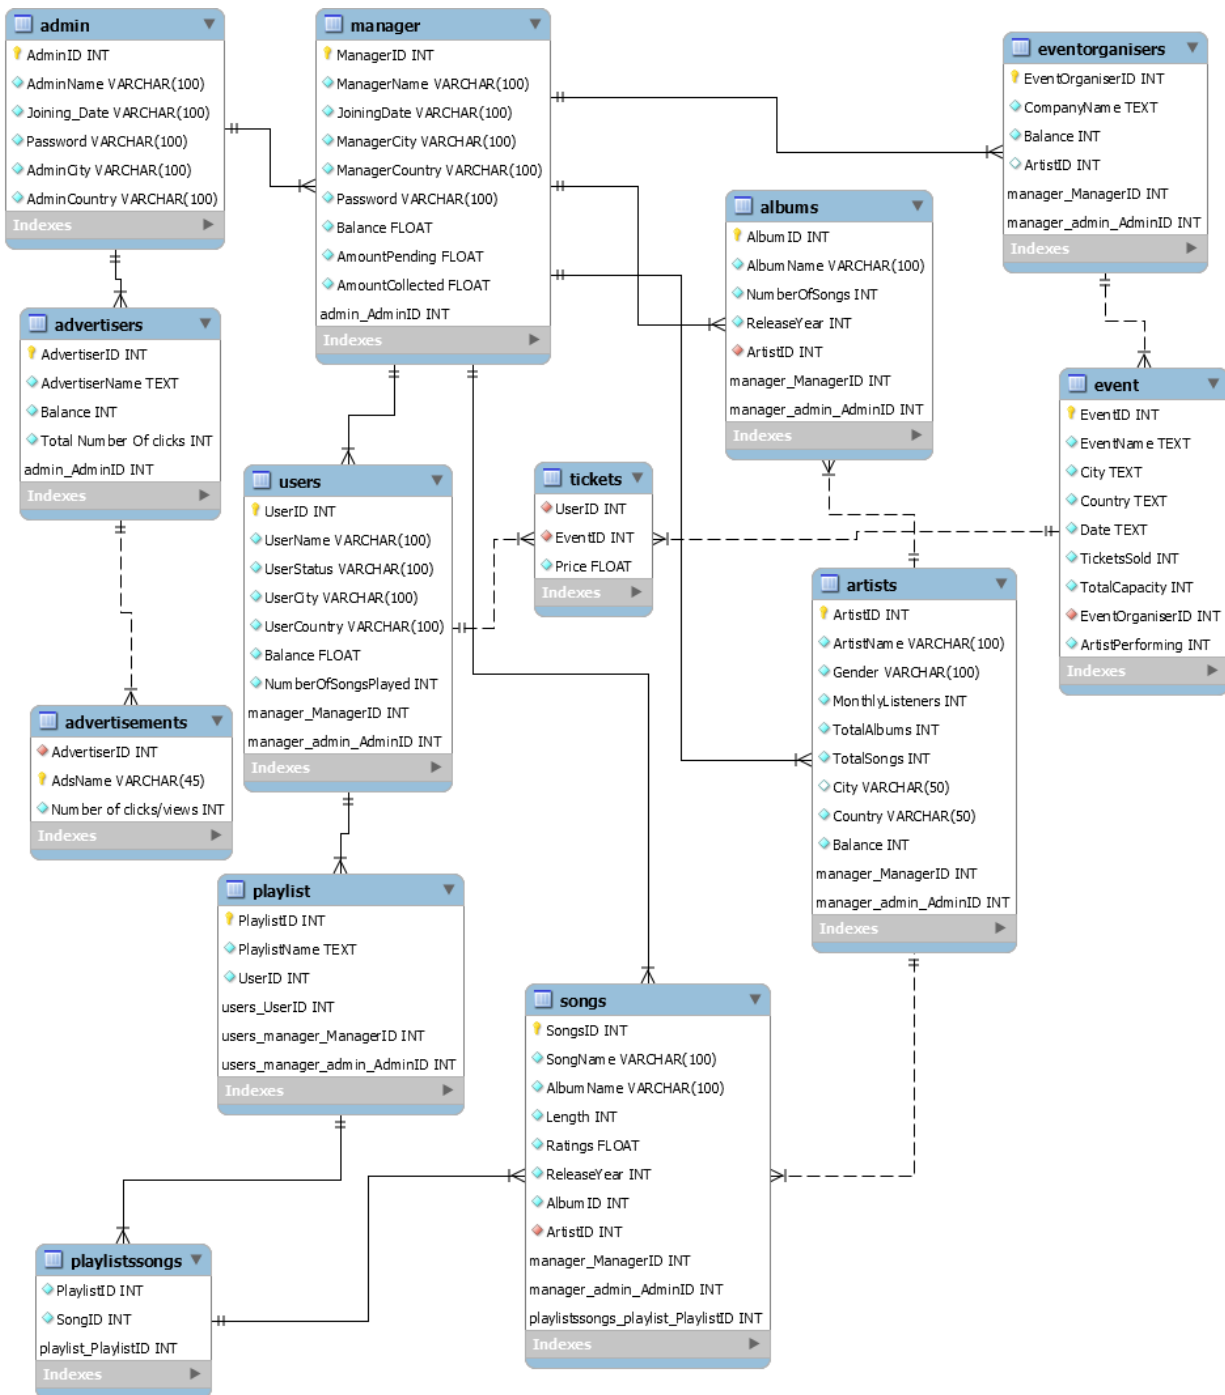 admin
AdminID INT
AdminName VARCHAR(100)
Joining_Date VARCHAR(100)
Password VARCHAR(100)
AdminCity VARCHAR(100)
AdminCountry VARCHAR(100)
Indexes
manager
ManagerID INT
ManagerName VARCHAR(100)
JoiningDate VARCHAR(100)
ManagerCity VARCHAR(100)
ManagerCountry VARCHAR(100)
Password VARCHAR(100)
Balance FLOAT
AmountPending FLOAT
AmountCollected FLOAT
admin_AdminID INT
Indexes
eventorganisers
EventOrganiserID INT
CompanyName TEXT
Balance INT
ArtistID INT
manager_ManagerID INT
manager_admin_AdminID INT
Indexes
albums
AlbumID INT
AlbumName VARCHAR(100)
NumberOfSongs INT
ReleaseYear INT
ArtistID INT
manager_ManagerID INT
manager_admin_AdminID INT
Indexes
advertisers
AdvertiserID INT
AdvertiserName TEXT
Balance INT
Total Number Of clicks INT
admin_AdminID INT
Indexes
event
EventID INT
EventName TEXT
City TEXT
Country TEXT
Date TEXT
TicketsSold INT
TotalCapacity INT
EventOrganiserID INT
ArtistPerforming INT
Indexes
users
UserID INT
UserName VARCHAR(100)
UserStatus VARCHAR(100)
UserCity VARCHAR(100)
UserCountry VARCHAR(100)
Balance FLOAT
NumberOfSongsPlayed INT
manager_ManagerID INT
manager_admin_AdminID INT
Indexes
tickets
UserID INT
EventID INT
Price FLOAT
Indexes
artists
ArtistID INT
ArtistName VARCHAR(100)
Gender VARCHAR(100)
MonthlyListeners INT
TotalAlbums INT
TotalSongs INT
City VARCHAR(50)
Country VARCHAR(50)
Balance INT
manager_ManagerID INT
manager_admin_AdminID INT
Indexes
advertisements
AdvertiserID INT
AdsName VARCHAR(45)
Number of clicks/views INT
Indexes
playlist
PlaylistID INT
PlaylistName TEXT
UserID INT
users_UserID INT
users_manager_ManagerID INT
users_manager_admin_AdminID INT
Indexes
songs
SongsID INT
SongName VARCHAR(100)
AlbumName VARCHAR(100)
Length INT
Ratings FLOAT
ReleaseYear INT
AlbumID INT
ArtistID INT
manager_ManagerID INT
manager_admin_AdminID INT
playlistssongs_playlist_PlaylistID INT
Indexes
playlistssongs
PlaylistID INT
SongID INT
playlist_PlaylistID INT
Indexes